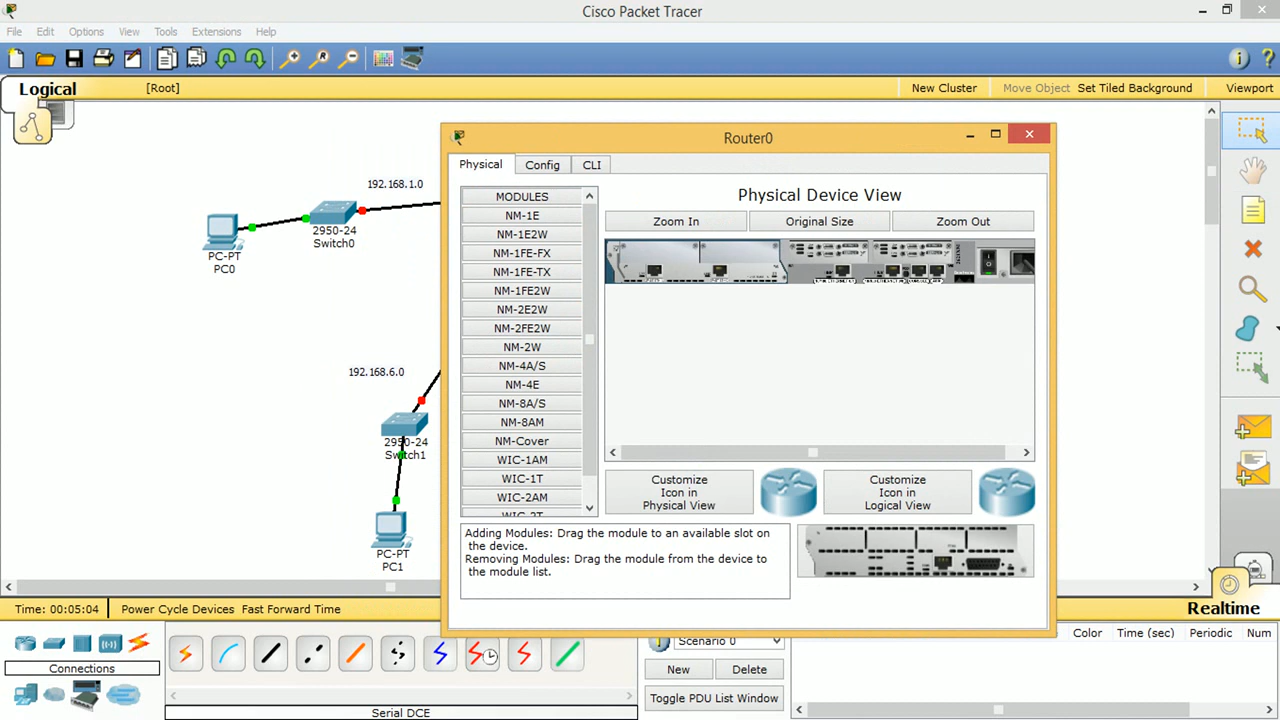 Cisco Packet Tracer
File Edit Options View Tools Extensions Help
Logical [Root] New Cluster Move Object Set Tiled Background Viewport
Router0
Physical Config CLI
MODULES
NM-1E
NM-1E2W
NM-1FE-FX
NM-1FE-TX
NM-1FE2W
NM-2E2W
NM-2FE2W
NM-2W
NM-4A/S
NM-4E
NM-8A/S
NM-8AM
NM-Cover
WIC-1AM
WIC-1T
WIC-2AM
WIC-2T
Physical Device View
Zoom In Original Size Zoom Out
Customize
Icon in
Physical View
Customize
Icon in
Logical View
Adding Modules: Drag the module to an available slot on
the device.
Removing Modules: Drag the module from the device to
the module list.
192.168.1.0
2950-24
Switch0
PC-PT
PC0
192.168.6.0
2950-24
Switch1
PC-PT
PC1
Time: 00:05:04 Power Cycle Devices Fast Forward Time
Realtime
Connections
Serial DCE
Scenario 0
New Delete
Toggle PDU List Window
Color Time (sec) Periodic Num